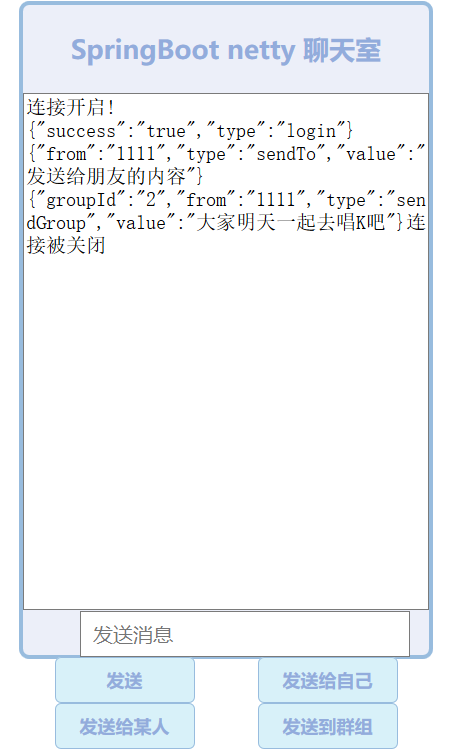 SpringBoot netty 聊天室
连接开启!
{"success":"true","type":"login"}
{"from":"1111","type":"sendTo","value":"
发送给朋友的内容"}
{"groupId":"2","from":"1111","type":"sen
dGroup","value":"大家明天一起去唱K吧"}连
接被关闭
发送消息
发送 发送给自己
发送给某人 发送到群组